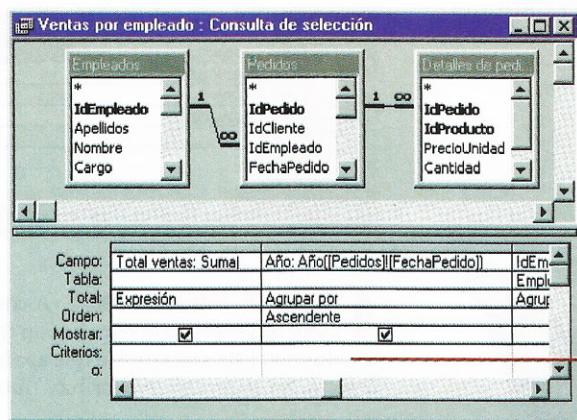 Ventas por empleado : Consulta de selección
Empleados
*
IdEmpleado
Apellidos
Nombre
Cargo
1
∞
Pedidos
*
IdPedido
IdCliente
IdEmpleado
FechaPedido
1
∞
Detalles de pedi
*
IdPedido
IdProducto
PrecioUnidad
Cantidad
Campo: Total ventas: Suma( Año: Año([Pedidos]![FechaPedido]) IdEm
Tabla: Emplı
Total: Expresión Agrupar por Agrup
Orden: Ascendente
Mostrar:
Criterios:
o: